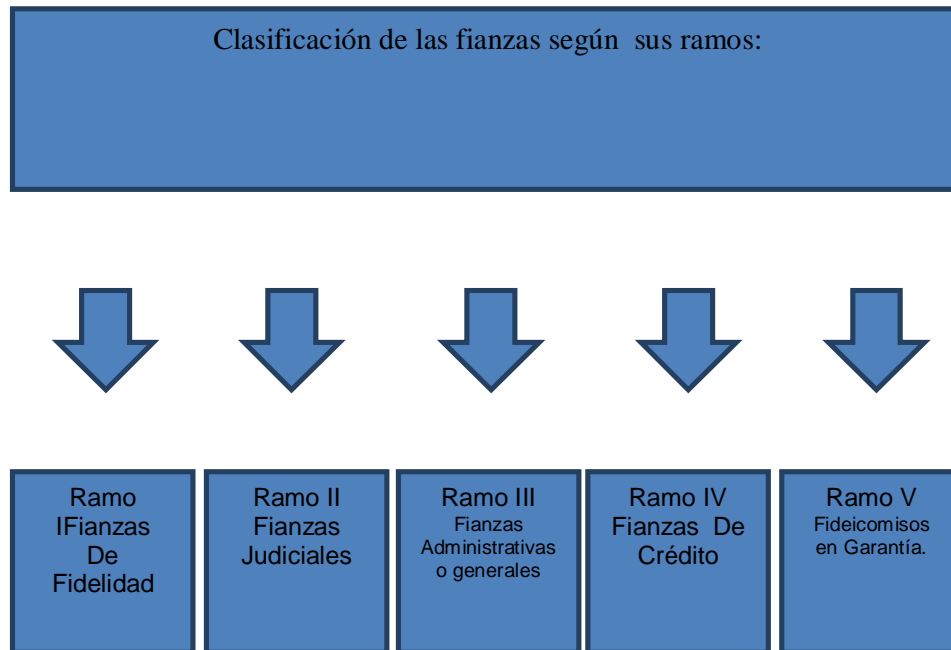 Clasificación de las fianzas según sus ramos:
Ramo
IFianzas
De
Fidelidad
Ramo II
Fianzas
Judiciales
Ramo III
Fianzas
Administrativas
o generales
Ramo IV
Fianzas De
Crédito
Ramo V
Fideicomisos
en Garantía.